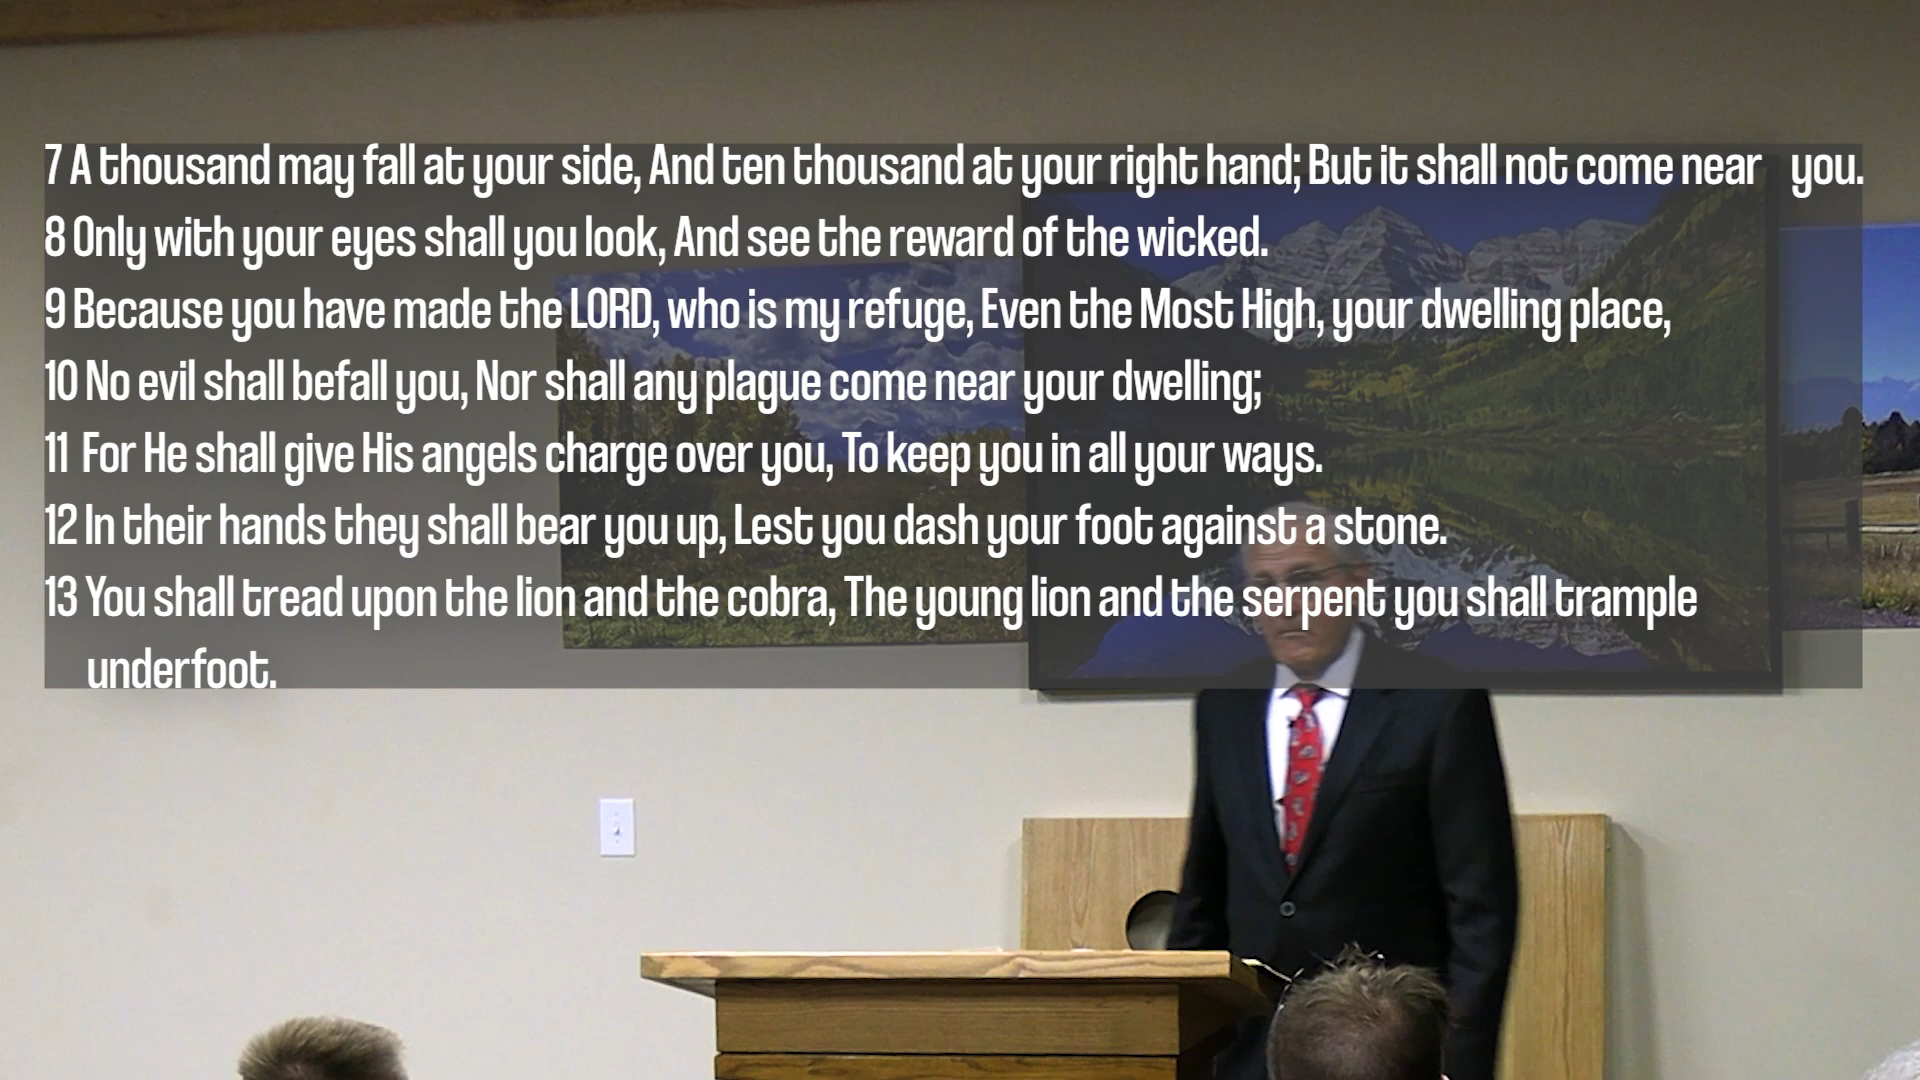 7 A thousand may fall at your side, And ten thousand at your right hand; But it shall not come near you.
8 Only with your eyes shall you look, And see the reward of the wicked.
9 Because you have made the LORD, who is my refuge, Even the Most High, your dwelling place,
10 No evil shall befall you, Nor shall any plague come near your dwelling;
11 For He shall give His angels charge over you, To keep you in all your ways.
12 In their hands they shall bear you up, Lest you dash your foot against a stone.
13 You shall tread upon the lion and the cobra, The young lion and the serpent you shall trample
underfoot.